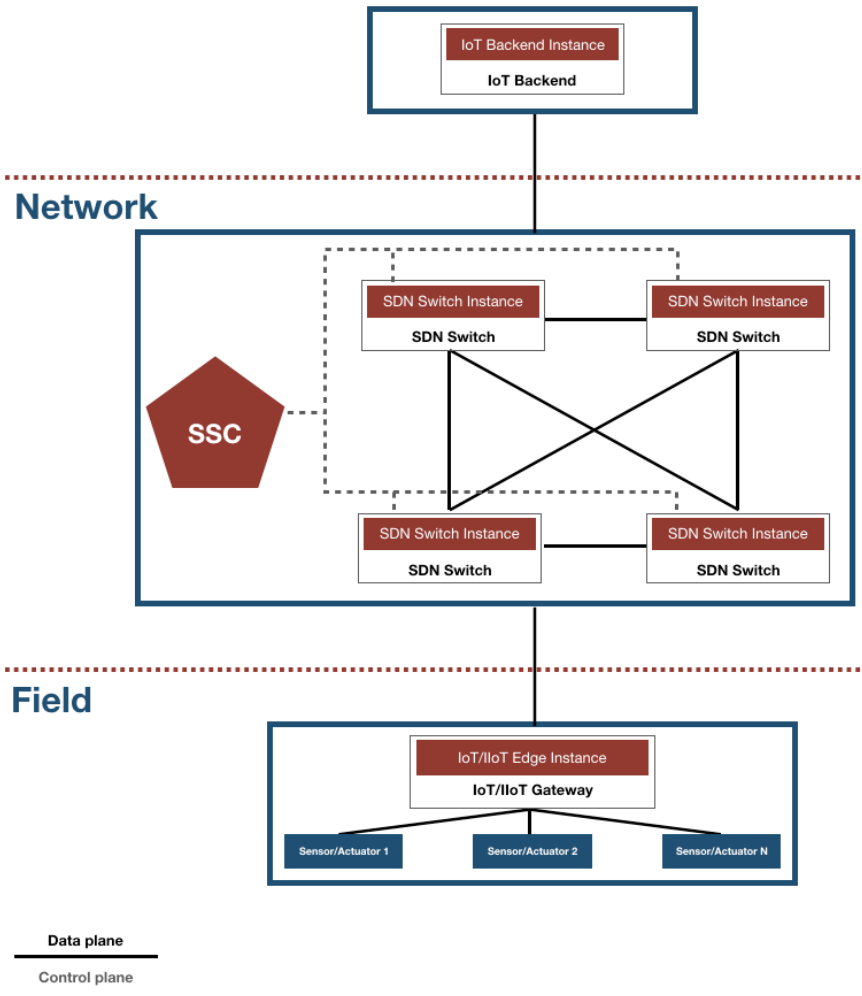 IoT Backend Instance
IoT Backend
Network
SDN Switch Instance
SDN Switch
SDN Switch Instance
SDN Switch
SSC
SDN Switch Instance
SDN Switch
SDN Switch Instance
SDN Switch
Field
IoT/IIoT Edge Instance
IoT/IIoT Gateway
Sensor/Actuator 1
Sensor/Actuator 2
Sensor/Actuator N
Data plane
Control plane